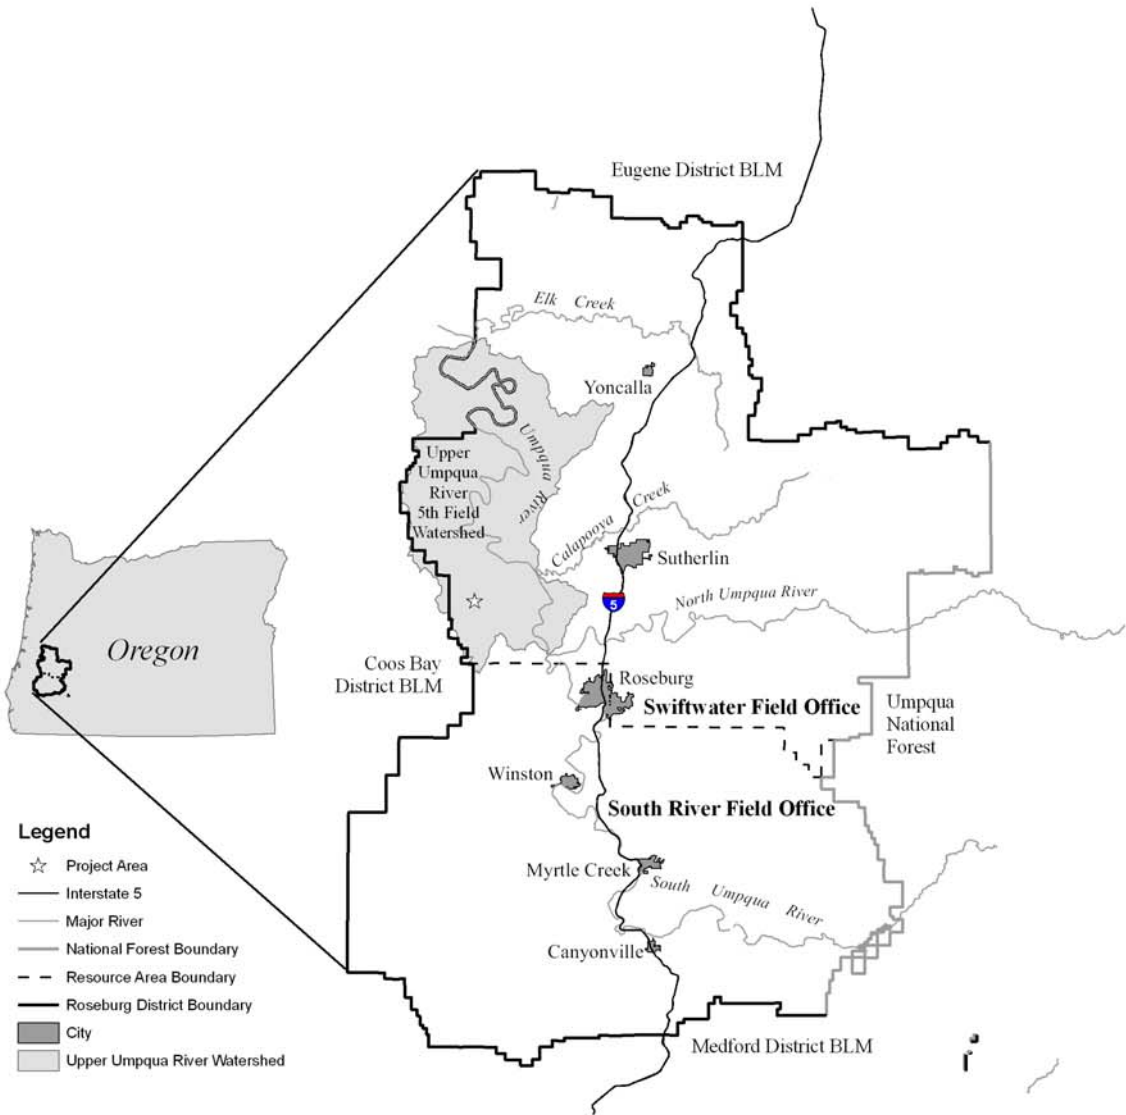 Eugene District BLM
Elk Creek
Yoncalla
Umpqua River
Upper
Umpqua
River
5th Field
Watershed
Calapooya Creek
Sutherlin
5
North Umpqua River
Oregon
Coos Bay
District BLM
Roseburg
Swiftwater Field Office
Umpqua
National
Forest
Winston
South River Field Office
Myrtle Creek
South Umpqua River
Canyonville
Medford District BLM
Legend
Project Area
Interstate 5
Major River
National Forest Boundary
Resource Area Boundary
Roseburg District Boundary
City
Upper Umpqua River Watershed